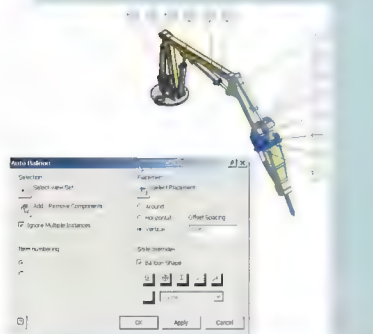 Auto Balloon
Selection
Placement
Select View Set
Select Placement
Add - Remove Components
Around
Ignore Multiple Instances
Horizontal
Offset Spacing
Vertical
Item numbering
Style overrides
Balloon Shape
OK
Apply
Cancel